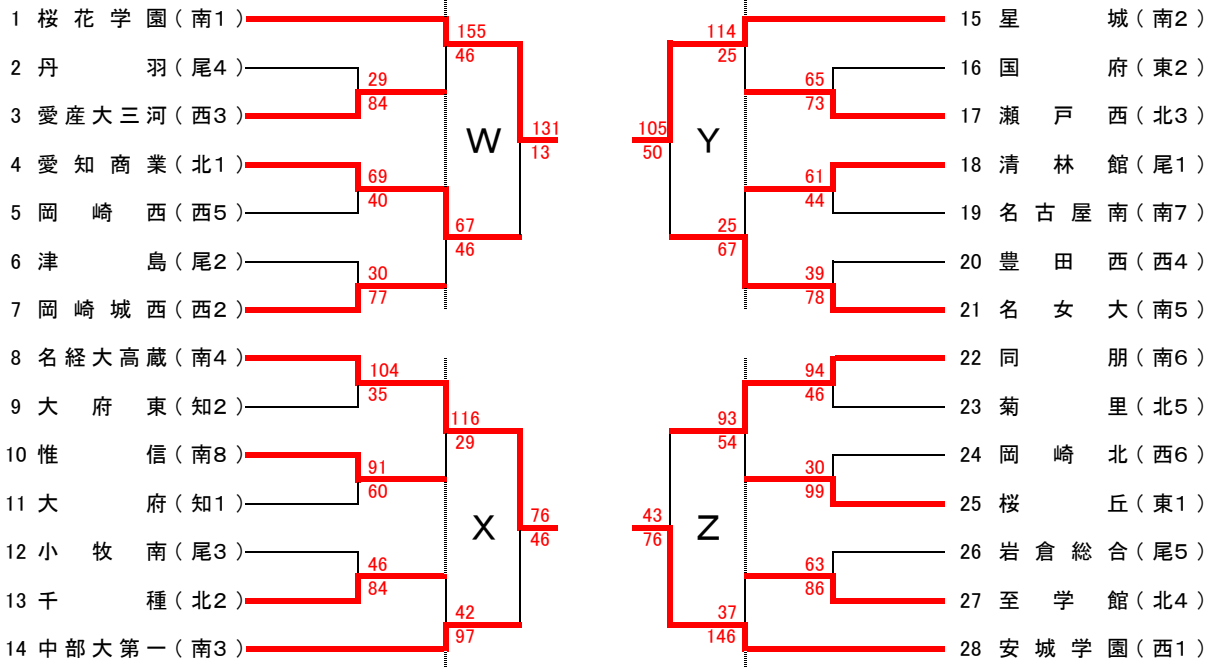 1 桜花学園(南1)
2 丹羽(尾4)
3 愛産大三河(西3)
4 愛知商業(北1)
5 岡崎西(西5)
6 津島(尾2)
7 岡崎城西(西2)
8 名経大高蔵(南4)
9 大府東(知2)
10 惟信(南8)
11 大府(知1)
12 小牧南(尾3)
13 千種(北2)
14 中部大第一(南3)
29
84
69
40
30
77
104
35
91
60
46
84
155
46
67
46
116
29
42
97
W
X
131
13
76
46
105
50
43
76
Y
Z
114
25
25
67
93
54
37
146
65
73
61
44
39
78
94
46
30
99
63
86
15 星城(南2)
16 国府(東2)
17 瀬戸西(北3)
18 清林館(尾1)
19 名古屋南(南7)
20 豊田西(西4)
21 名女大(南5)
22 同朋(南6)
23 菊里(北5)
24 岡崎北(西6)
25 桜丘(東1)
26 岩倉総合(尾5)
27 至学館(北4)
28 安城学園(西1)